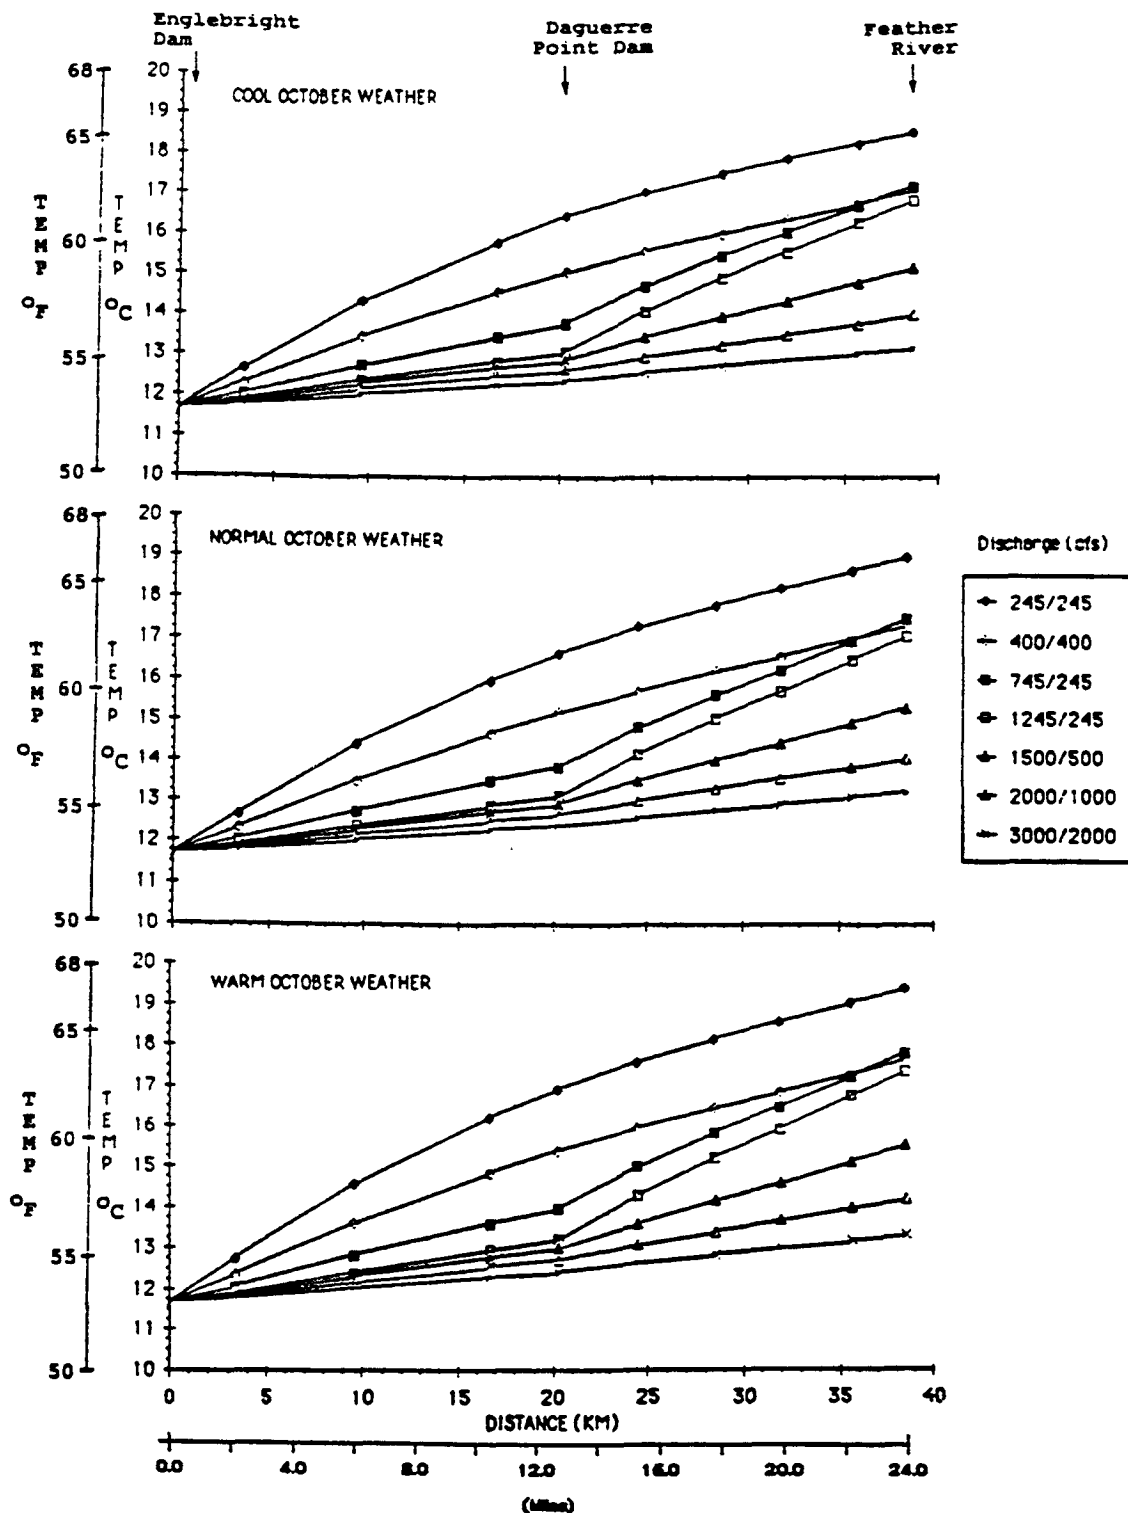 Englebright
Dam
Daguerre
Point Dam
Feather
River
COOL OCTOBER WEATHER
68
65
60
55
50
TEMP
°F
TEMP
°C
20
19
18
17
16
15
14
13
12
11
10
NORMAL OCTOBER WEATHER
68
65
60
55
50
TEMP
°F
TEMP
°C
20
19
18
17
16
15
14
13
12
11
10
Discharge (cfs)
245/245
400/400
745/245
1245/245
1500/500
2000/1000
3000/2000
WARM OCTOBER WEATHER
68
65
60
55
50
TEMP
°F
TEMP
°C
20
19
18
17
16
15
14
13
12
11
10
0 5 10 15 20 25 30 35 40
DISTANCE (KM)
0.0 4.0 8.0 12.0 16.0 20.0 24.0
(Miles)